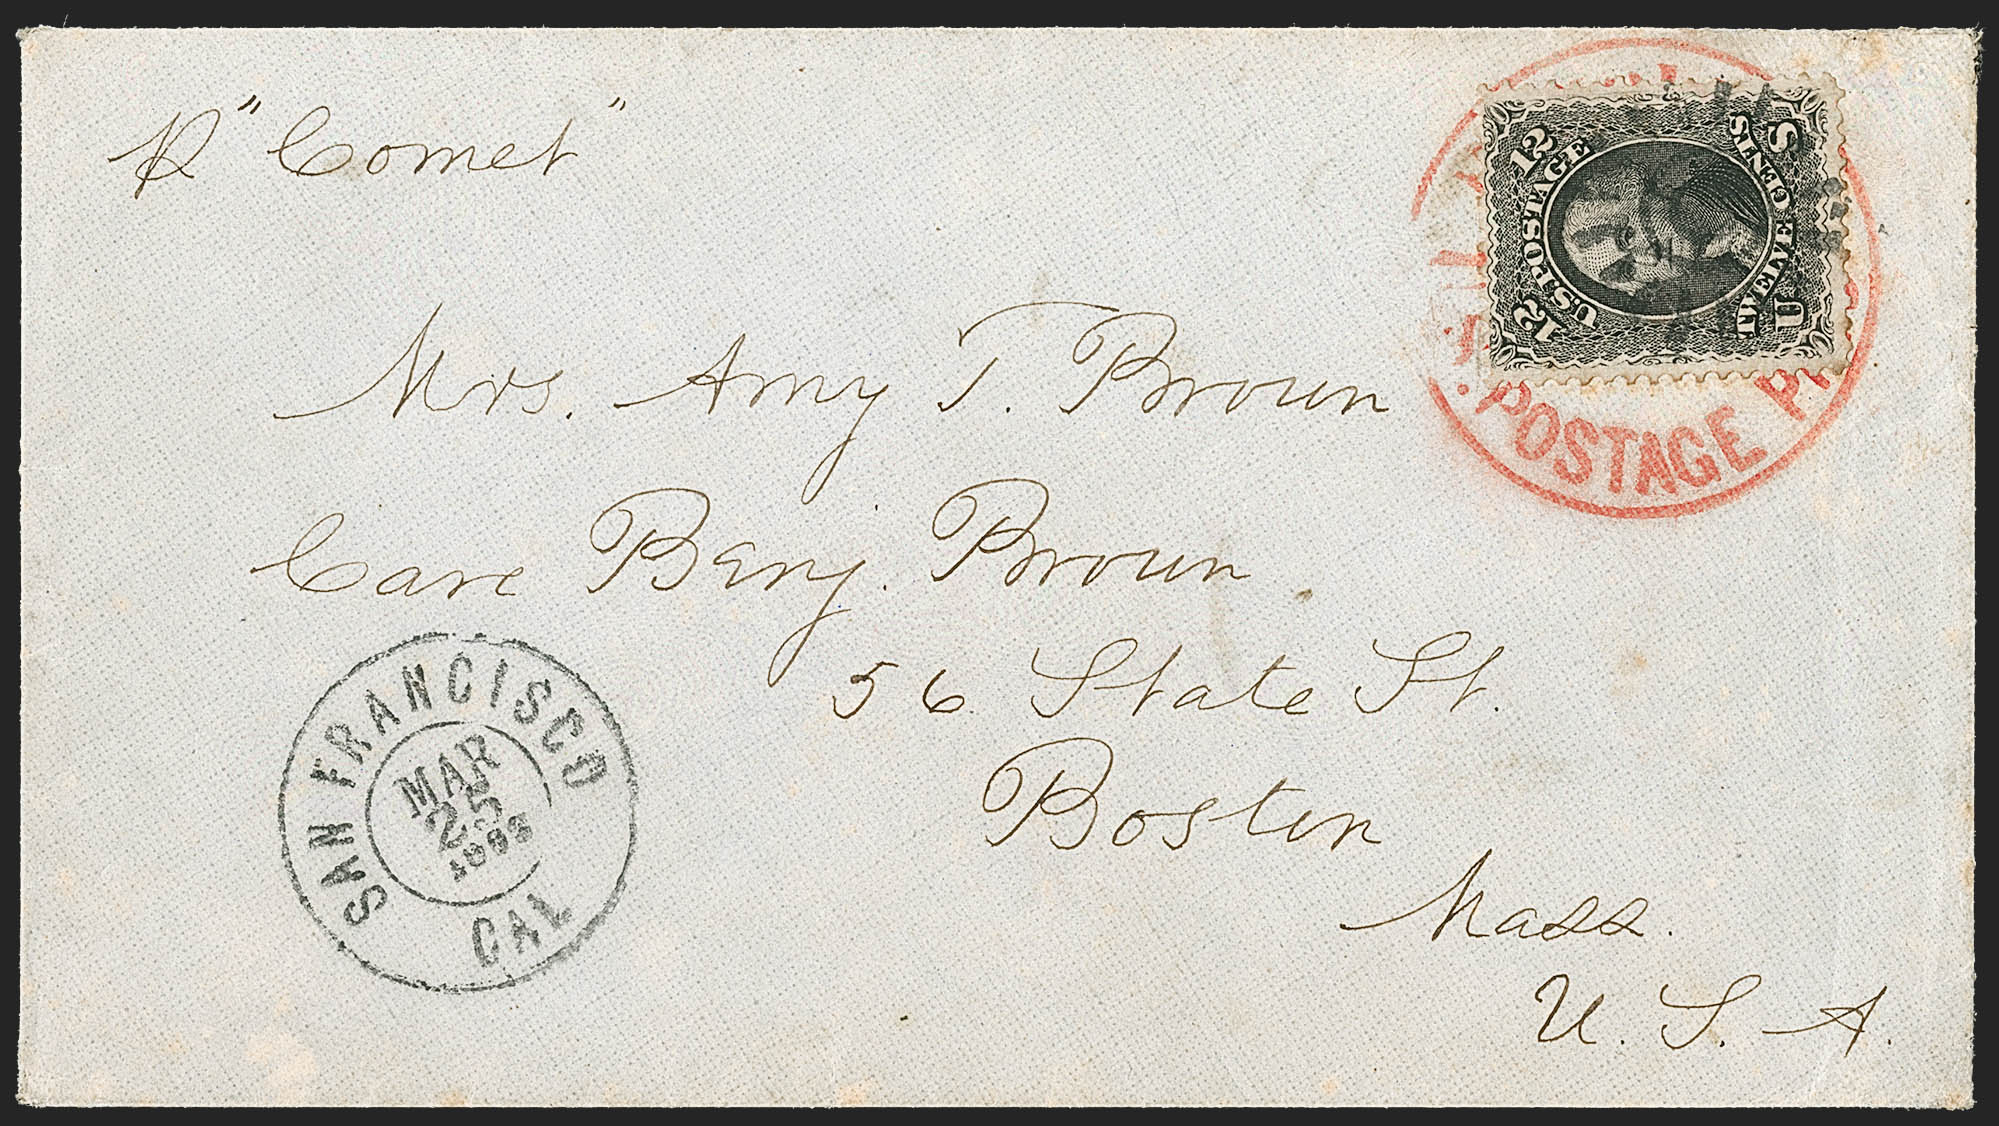 p "Comet"
Mrs. Amy T. Brown
Care Benj. Brown
56 State St.
Boston
Mass.
U. S. A.
12 12
U.S. POSTAGE
TWELVE CENTS
U S
POSTAGE
SAN FRANCISCO
CAL
MAR
25